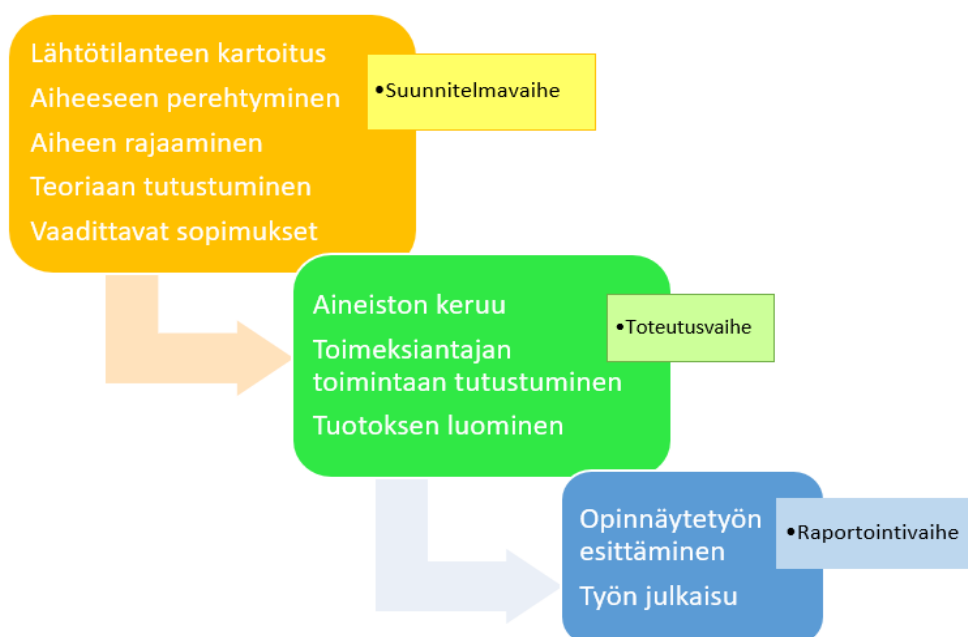 Lähtötilanteen kartoitus
Aiheeseen perehtyminen
Aiheen rajaaminen
Teoriaan tutustuminen
Vaadittavat sopimukset
•Suunnitelmavaihe
Aineiston keruu
Toimeksiantajan
toimintaan tutustuminen
Tuotoksen luominen
•Toteutusvaihe
Opinnäytetyön
esittäminen
Työn julkaisu
•Raportointivaihe